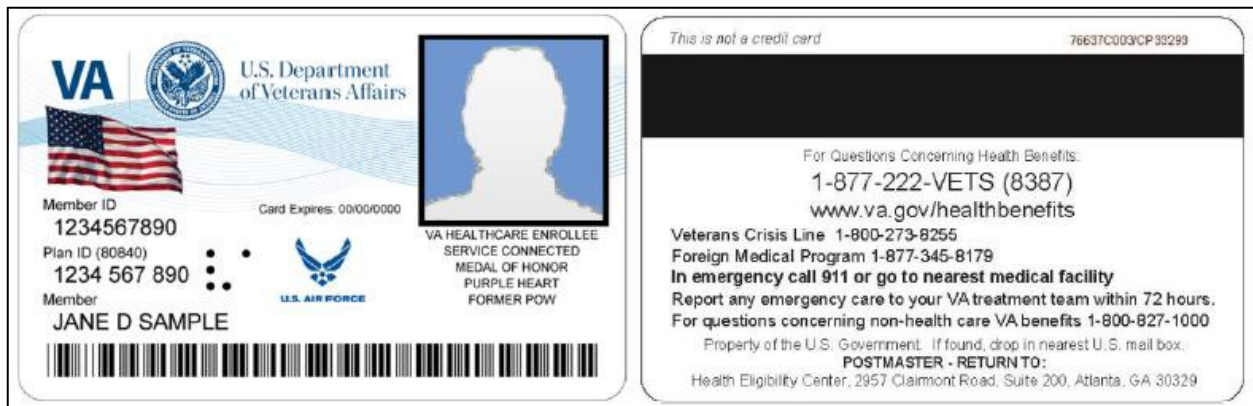 VA
U.S. Department
of Veterans Affairs
Member ID
1234567890
Card Expires: 00/00/0000
Plan ID (80840)
1234 567 890
Member
JANE D SAMPLE
U.S. AIR FORCE
VA HEALTHCARE ENROLLEE
SERVICE CONNECTED
MEDAL OF HONOR
PURPLE HEART
FORMER POW
This is not a credit card
76637C003/CP33293
For Questions Concerning Health Benefits:
1-877-222-VETS (8387)
www.va.gov/healthbenefits
Veterans Crisis Line 1-800-273-8255
Foreign Medical Program 1-877-345-8179
In emergency call 911 or go to nearest medical facility
Report any emergency care to your VA treatment team within 72 hours.
For questions concerning non-health care VA benefits 1-800-827-1000
Property of the U.S. Government. If found, drop in nearest U.S. mail box.
POSTMASTER - RETURN TO:
Health Eligibility Center, 2957 Clairmont Road, Suite 200, Atlanta, GA 30329